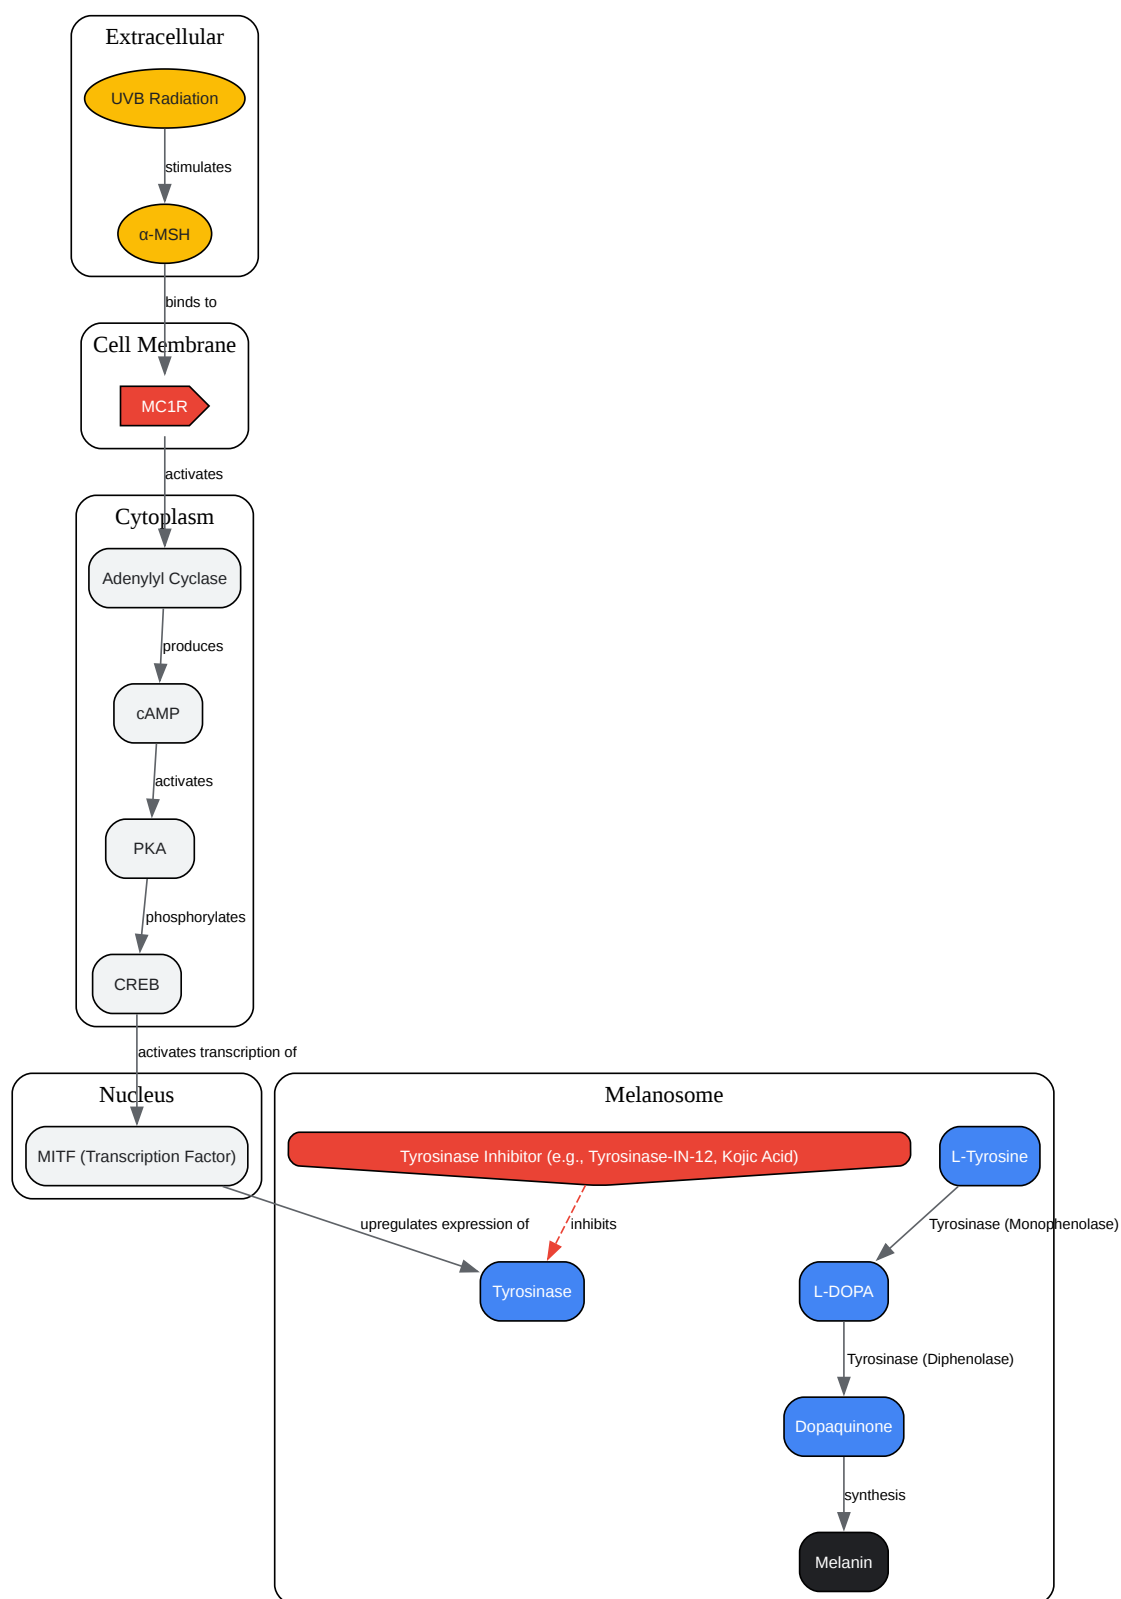 Extracellular
UVB Radiation
stimulates
α-MSH
binds to
Cell Membrane
MC1R
activates
Cytoplasm
Adenylyl Cyclase
produces
cAMP
activates
PKA
phosphorylates
CREB
activates transcription of
Nucleus
MITF (Transcription Factor)
upregulates expression of
Melanosome
Tyrosinase Inhibitor (e.g., Tyrosinase-IN-12, Kojic Acid)
inhibits
Tyrosinase
L-Tyrosine
Tyrosinase (Monophenolase)
L-DOPA
Tyrosinase (Diphenolase)
Dopaquinone
synthesis
Melanin